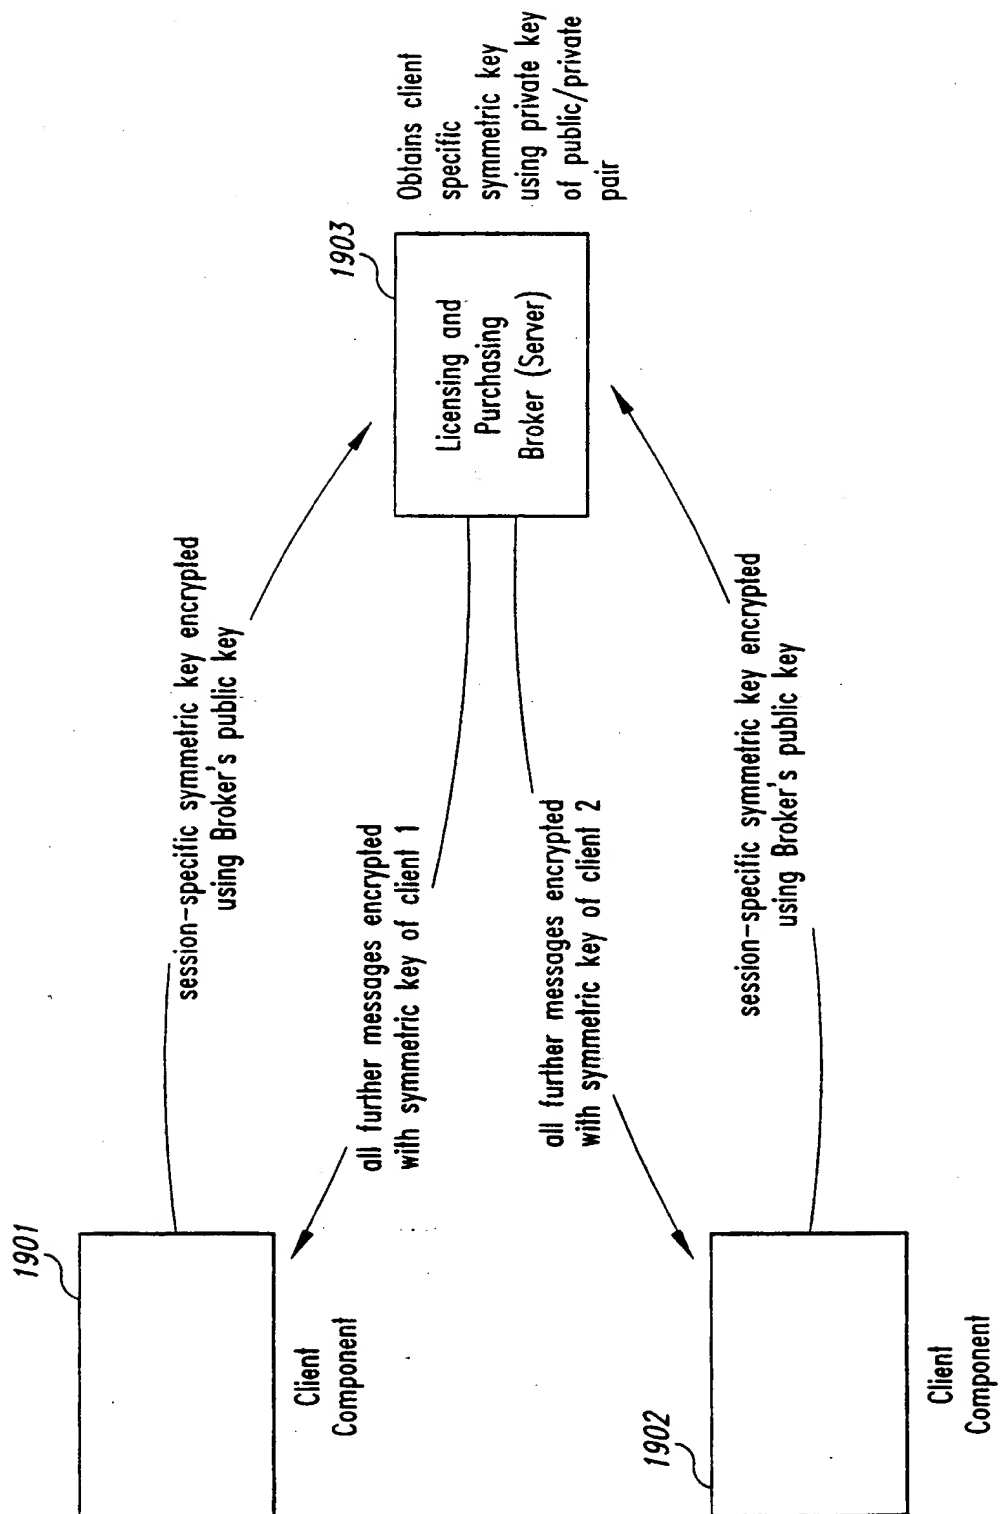 1901
Client
Component
session-specific symmetric key encrypted
using Broker's public key
all further messages encrypted
with symmetric key of client 1
1903
Licensing and
Purchasing
Broker (Server)
Obtains client
specific
symmetric key
using private key
of public/private
pair
all further messages encrypted
with symmetric key of client 2
session-specific symmetric key encrypted
using Broker's public key
1902
Client
Component